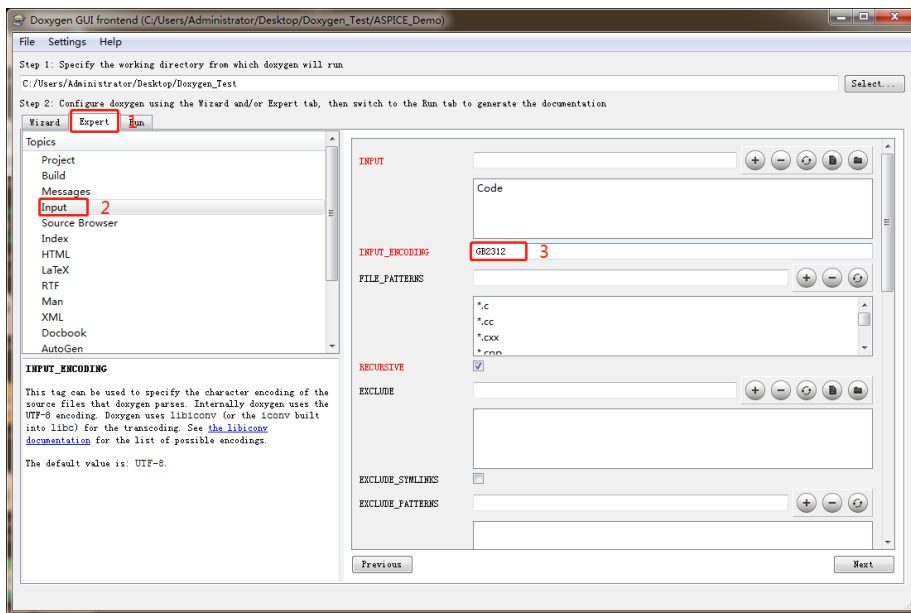 Doxygen GUI frontend (C:/Users/Administrator/Desktop/Doxygen_Test/ASPICE_Demo)
File Settings Help
Step 1: Specify the working directory from which doxygen will run
C:/Users/Administrator/Desktop/Doxygen_Test
Select...
Step 2: Configure doxygen using the Wizard and/or Expert tab, then switch to the Run tab to generate the documentation
Wizard Expert 1 Run
Topics
Project
Build
Messages
Input 2
Source Browser
Index
HTML
LaTeX
RTF
Man
XML
Docbook
AutoGen
INPUT_ENCODING
This tag can be used to specify the character encoding of the
source files that doxygen parses. Internally doxygen uses the
UTF-8 encoding. Doxygen uses libiconv (or the iconv built
into libc) for the transcoding. See the libiconv
documentation for the list of possible encodings.
The default value is: UTF-8.
INPUT
Code
INPUT_ENCODING GB2312 3
FILE_PATTERNS
*.c
*.cc
*.cxx
*.cpp
RECURSIVE
EXCLUDE
EXCLUDE_SYMLINKS
EXCLUDE_PATTERNS
Previous Next